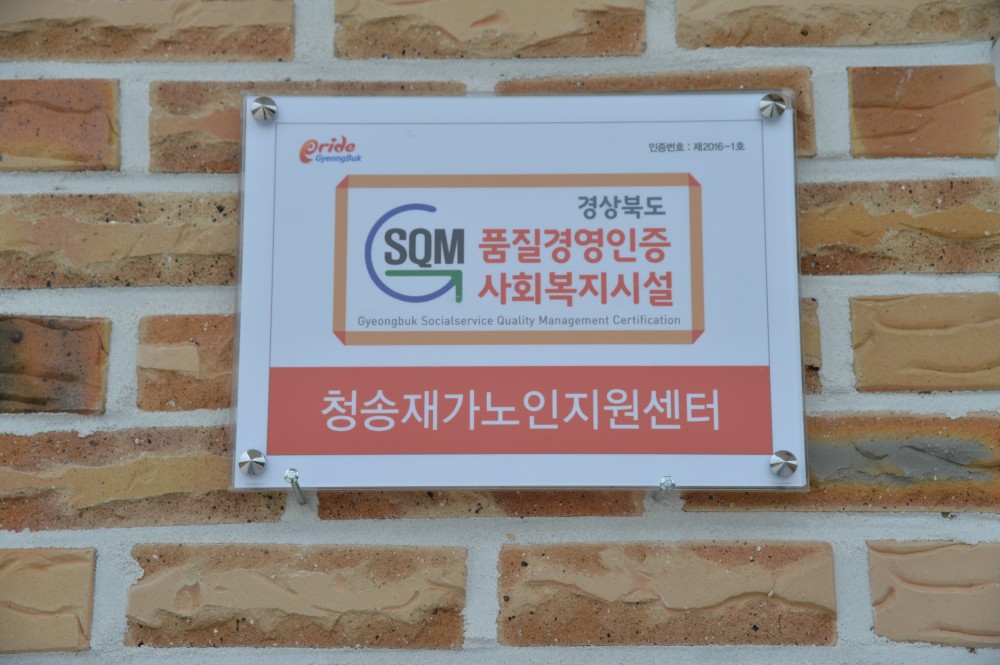 Pride
GyeongBuk
인증번호 : 제2016-1호
경상북도
SQM
품질경영인증
사회복지시설
Gyeongbuk Socialservice Quality Management Certification
청송재가노인지원센터